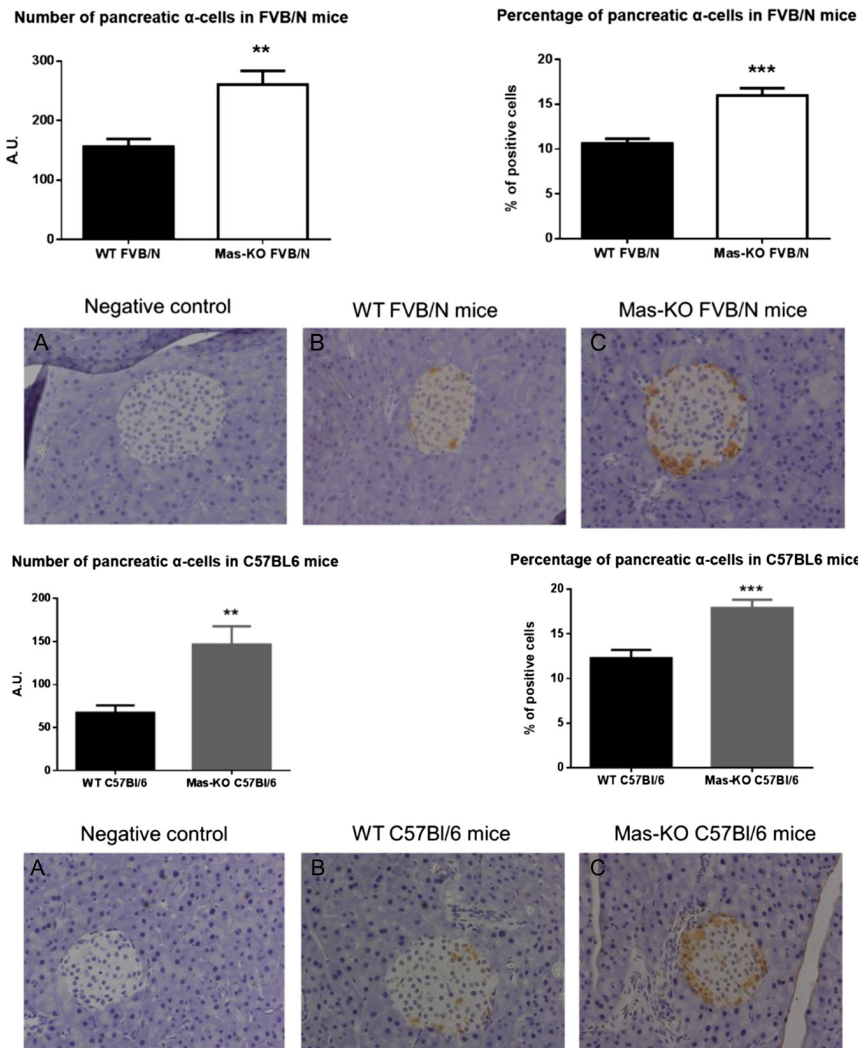 Number of pancreatic α-cells in FVB/N mice
300
200
100
0
A.U.
**
WT FVB/N
Mas-KO FVB/N
Percentage of pancreatic α-cells in FVB/N mice
20
15
10
5
0
% of positive cells
***
WT FVB/N
Mas-KO FVB/N
Negative control
WT FVB/N mice
Mas-KO FVB/N mice
A
B
C
Number of pancreatic α-cells in C57BL6 mice
200
150
100
50
0
A.U.
**
WT C57Bl/6
Mas-KO C57Bl/6
Percentage of pancreatic α-cells in C57BL6 mice
20
15
10
5
0
% of positive cells
***
WT C57Bl/6
Mas-KO C57Bl/6
Negative control
WT C57Bl/6 mice
Mas-KO C57Bl/6 mice
A
B
C